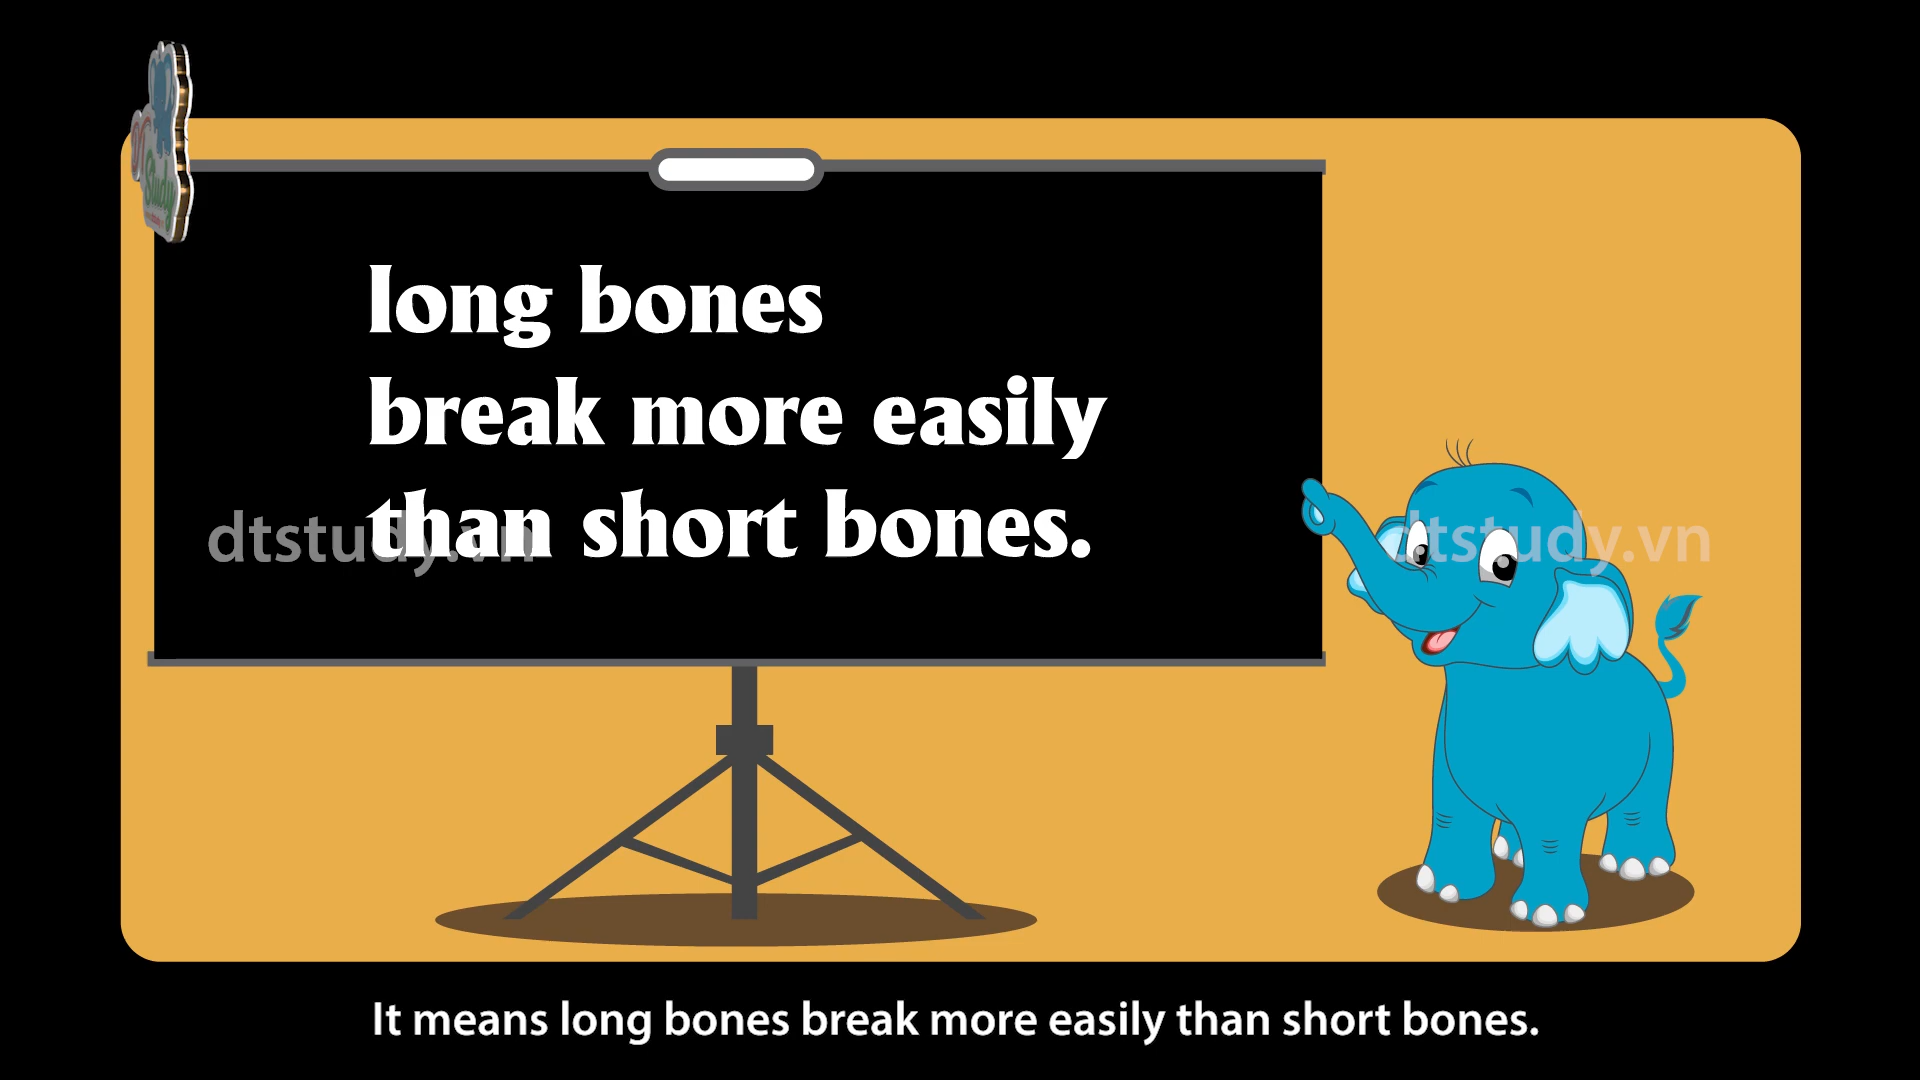 Study
long bones
break more easily
than short bones.
dtstudy.vn
dtstudy.vn
It means long bones break more easily than short bones.